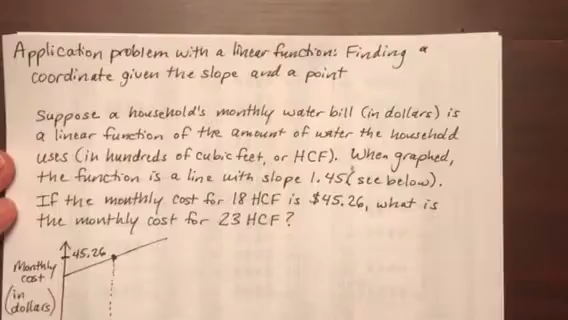 Application problem with a linear function: Finding a
coordinate given the slope and a point
Suppose a household's monthly water bill (in dollars) is
a linear function of the amount of water the household
uses (in hundreds of cubic feet, or HCF). When graphed,
the function is a line with slope 1.45 (see below).
If the monthly cost for 18 HCF is $45.26, what is
the monthly cost for 23 HCF?
45.26
Monthly
cost
(in
dollars)